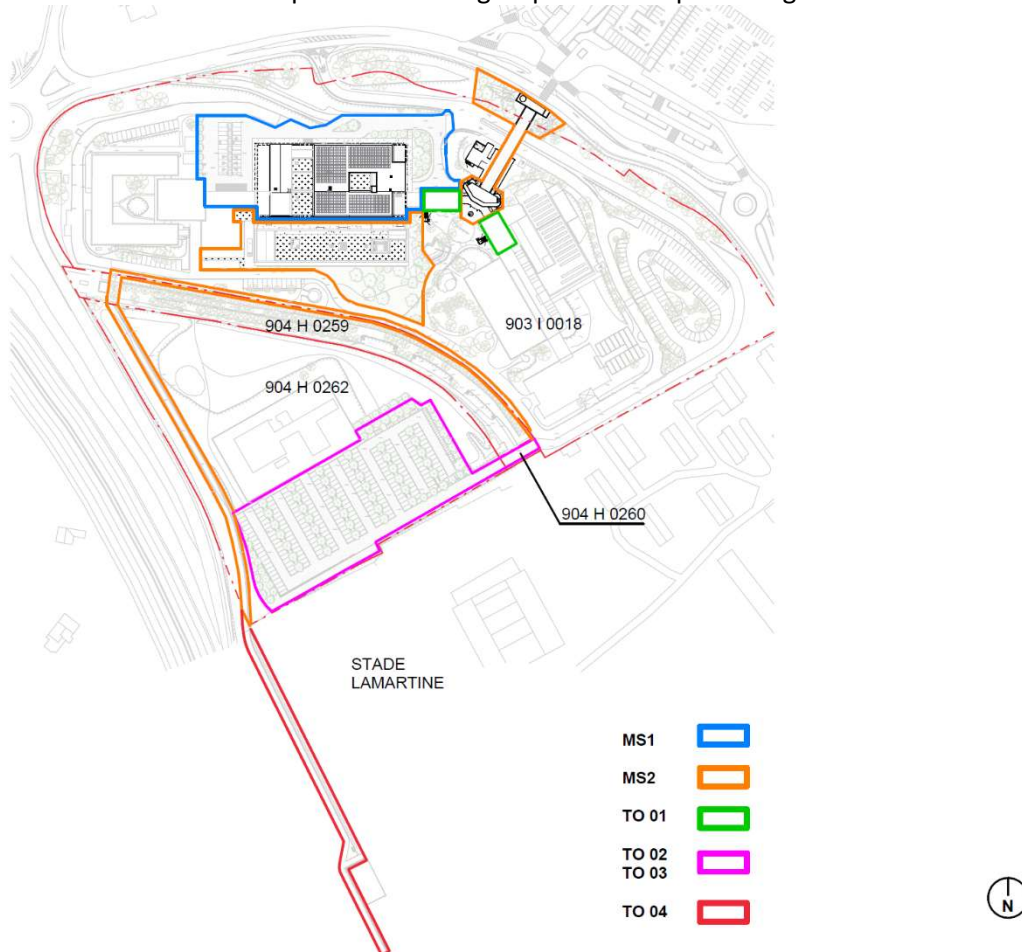 904 H 0259
903 I 0018
904 H 0262
904 H 0260
STADE
LAMARTINE
MS1
MS2
TO 01
TO 02
TO 03
TO 04
N